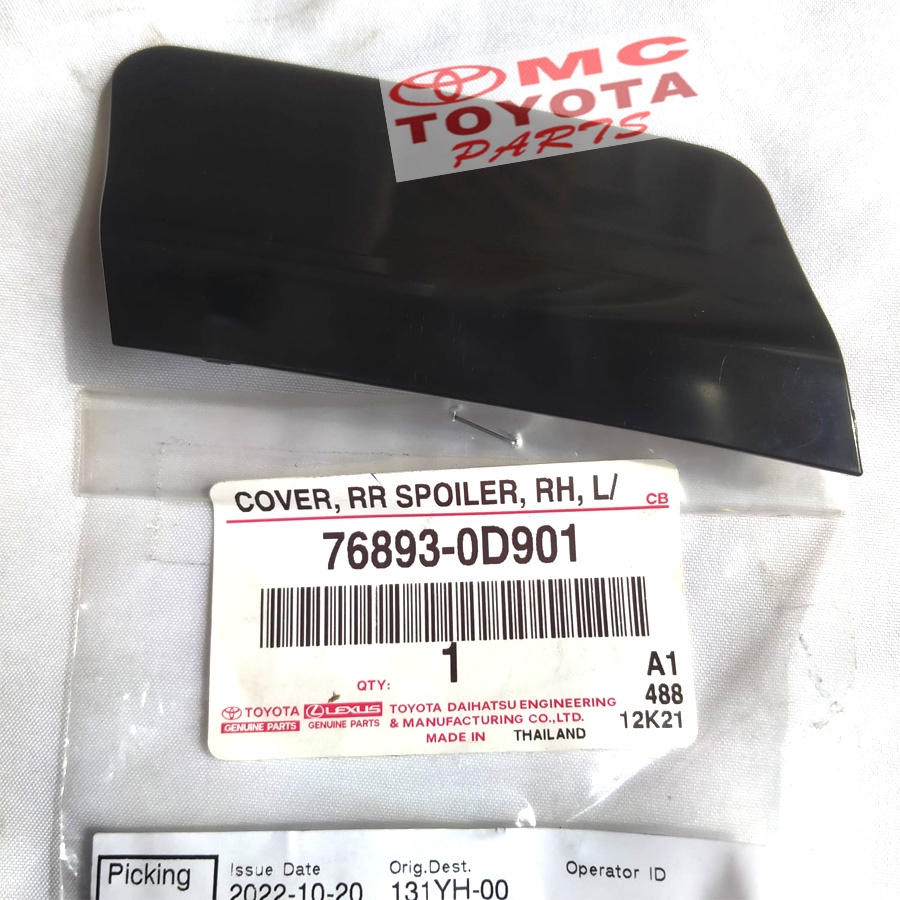 MC
TOYOTA
PARTS
COVER, RR SPOILER, RH, L/ CB
76893-0D901
1
QTY:
A1
488
12K21
TOYOTA
GENUINE PARTS
LEXUS
GENUINE PARTS
TOYOTA DAIHATSU ENGINEERING
& MANUFACTURING CO., LTD.
MADE IN THAILAND
Picking
Issue Date Orig.Dest. Operator ID
2022-10-20 131YH-00